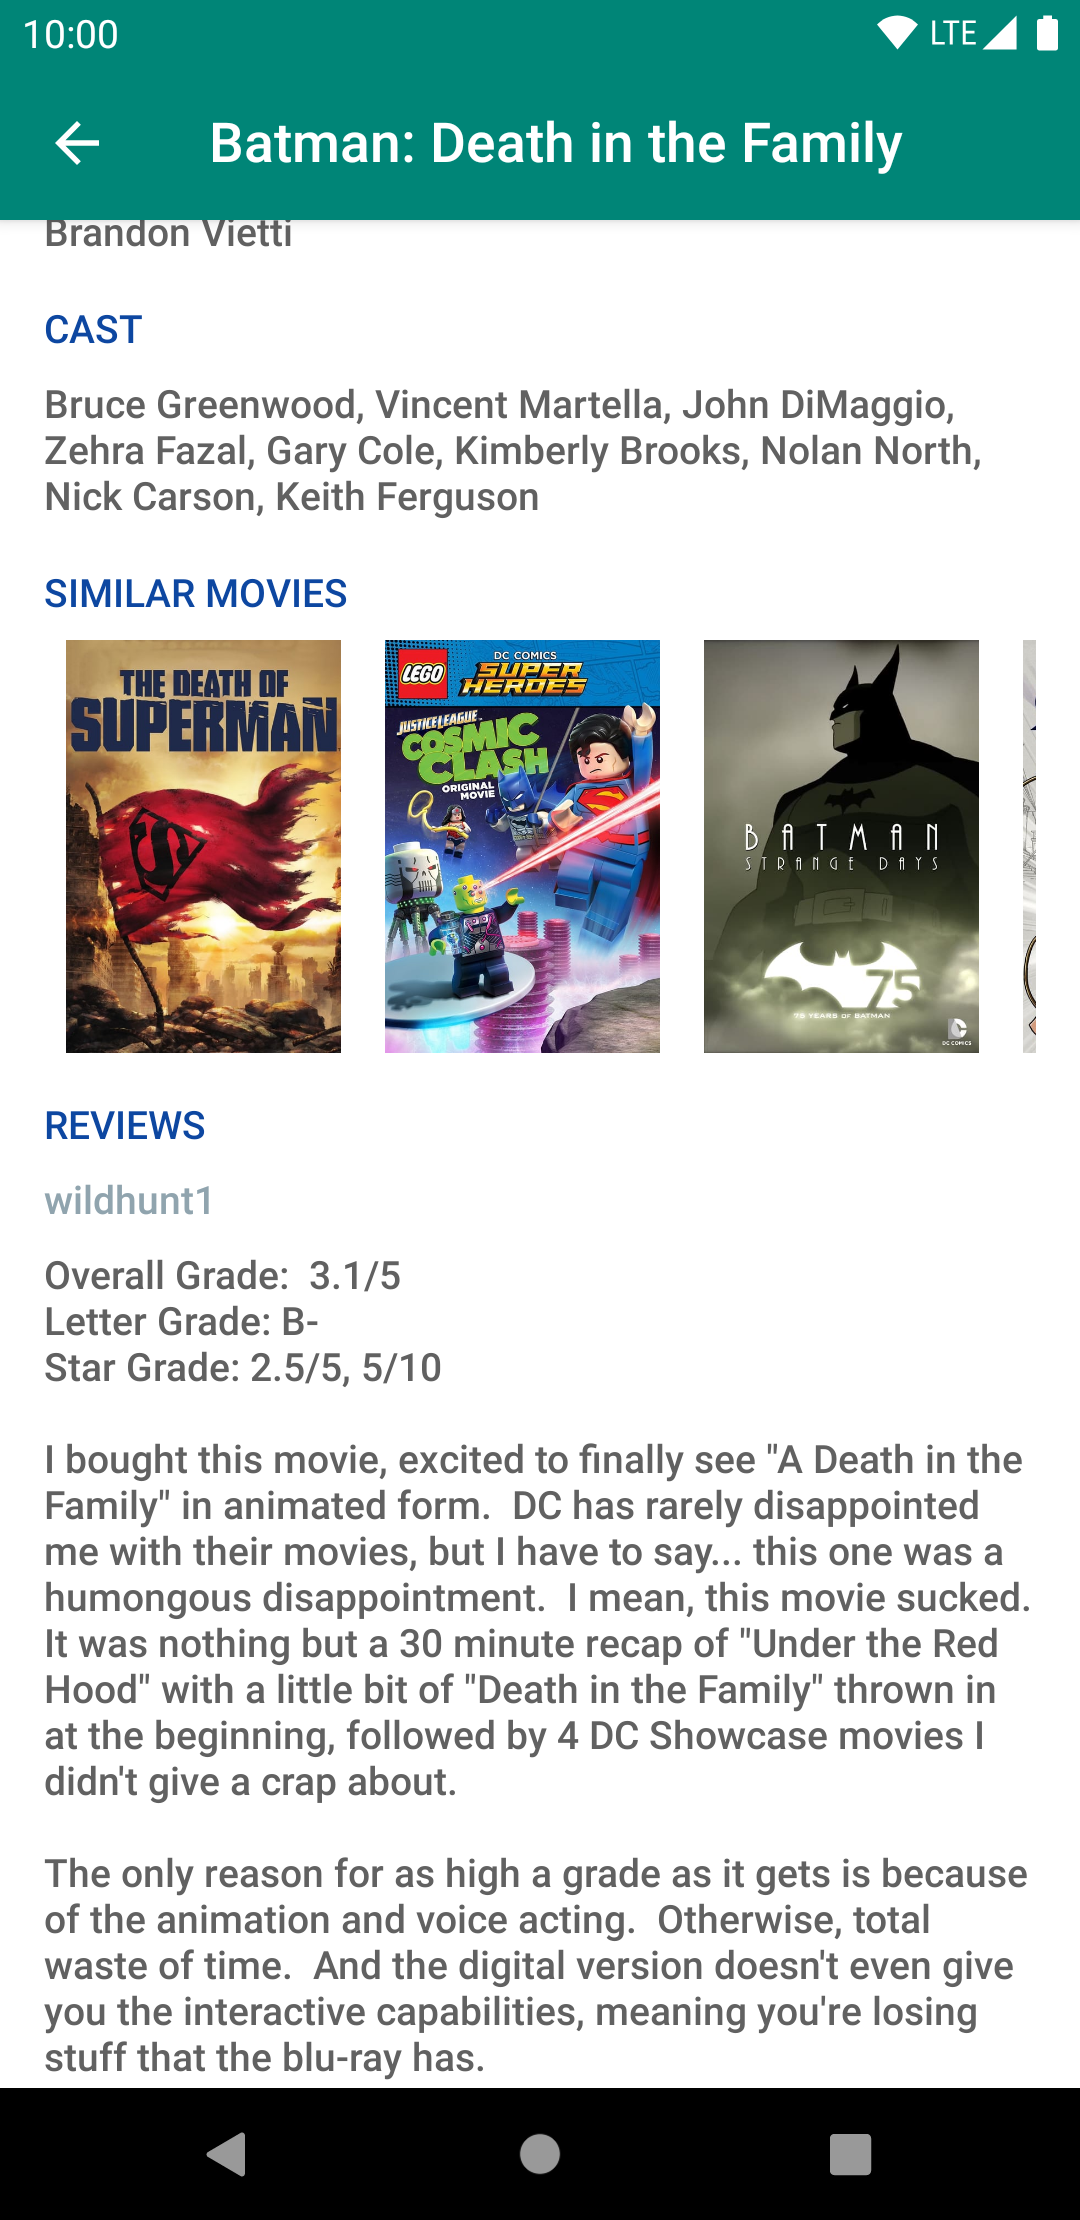 10:00
LTE
Batman: Death in the Family
Brandon Vietti
CAST
Bruce Greenwood, Vincent Martella, John DiMaggio,
Zehra Fazal, Gary Cole, Kimberly Brooks, Nolan North,
Nick Carson, Keith Ferguson
SIMILAR MOVIES
THE DEATH OF
SUPERMAN
LEGO
DC COMICS
SUPER
HEROES
JUSTICE LEAGUE
COSMIC
CLASH
ORIGINAL
MOVIE
BATMAN
STRANGE DAYS
75
75 YEARS OF BATMAN
DC COMICS
REVIEWS
wildhunt1
Overall Grade:  3.1/5
Letter Grade: B-
Star Grade: 2.5/5, 5/10
I bought this movie, excited to finally see "A Death in the
Family" in animated form.  DC has rarely disappointed
me with their movies, but I have to say... this one was a
humongous disappointment.  I mean, this movie sucked.
It was nothing but a 30 minute recap of "Under the Red
Hood" with a little bit of "Death in the Family" thrown in
at the beginning, followed by 4 DC Showcase movies I
didn't give a crap about.
The only reason for as high a grade as it gets is because
of the animation and voice acting.  Otherwise, total
waste of time.  And the digital version doesn't even give
you the interactive capabilities, meaning you're losing
stuff that the blu-ray has.